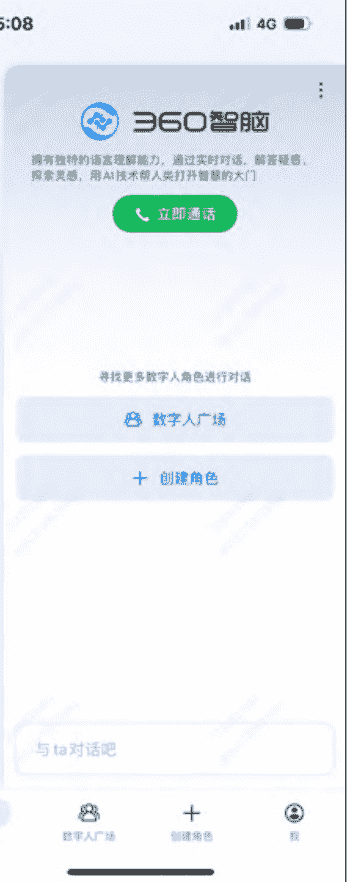 5:08
4G
360智脑
拥有独特的语言理解能力，通过实时对话，解答疑惑、
探索灵感，用AI技术帮人类打开智慧的大门
立即通话
寻找更多数字人角色进行对话
数字人广场
创建角色
与ta对话吧
数字人广场
创建角色
我